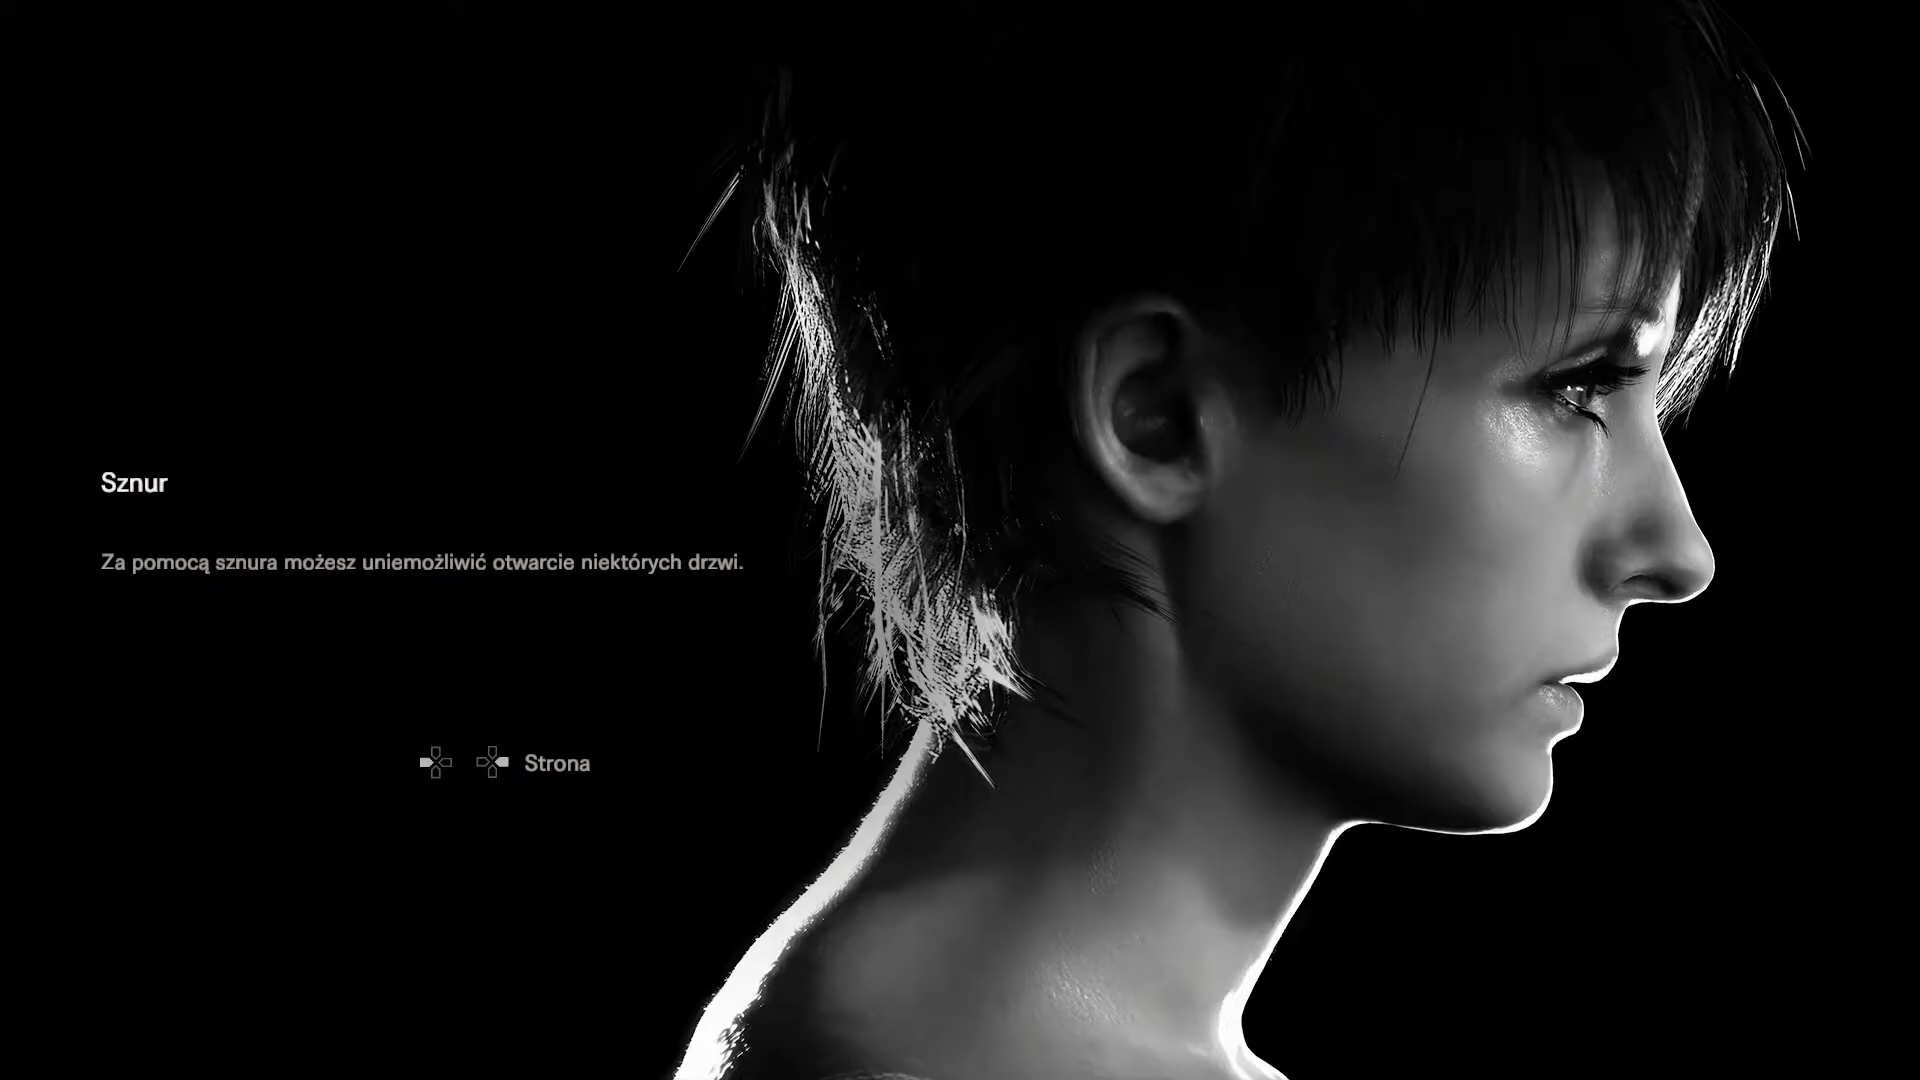 Sznur
Za pomocą sznura możesz uniemożliwić otwarcie niektórych drzwi.
Strona